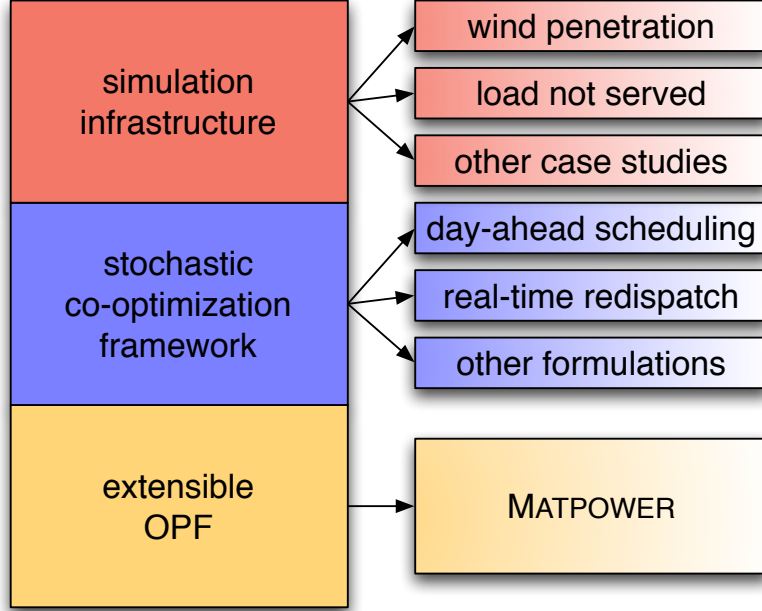 simulation
infrastructure
wind penetration
load not served
other case studies
stochastic
co-optimization
framework
day-ahead scheduling
real-time redispatch
other formulations
extensible
OPF
MATPOWER